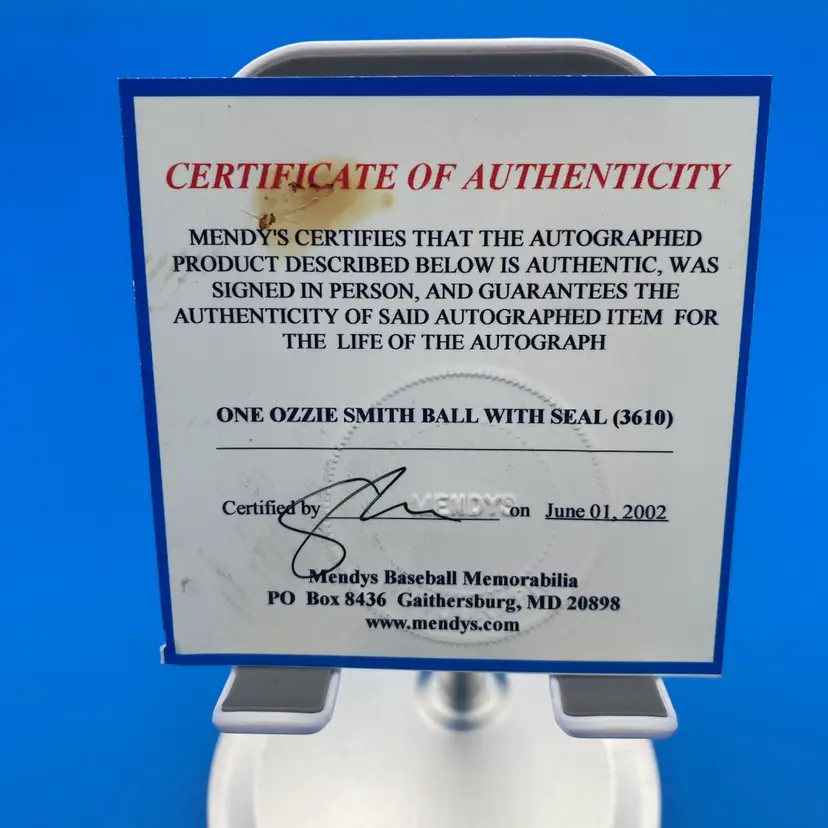 CERTIFICATE OF AUTHENTICITY
MENDY'S CERTIFIES THAT THE AUTOGRAPHED
PRODUCT DESCRIBED BELOW IS AUTHENTIC, WAS
SIGNED IN PERSON, AND GUARANTEES THE
AUTHENTICITY OF SAID AUTOGRAPHED ITEM FOR
THE LIFE OF THE AUTOGRAPH
ONE OZZIE SMITH BALL WITH SEAL (3610)
MENDYS
Certified by on June 01, 2002
Mendys Baseball Memorabilia
PO Box 8436 Gaithersburg, MD 20898
www.mendys.com